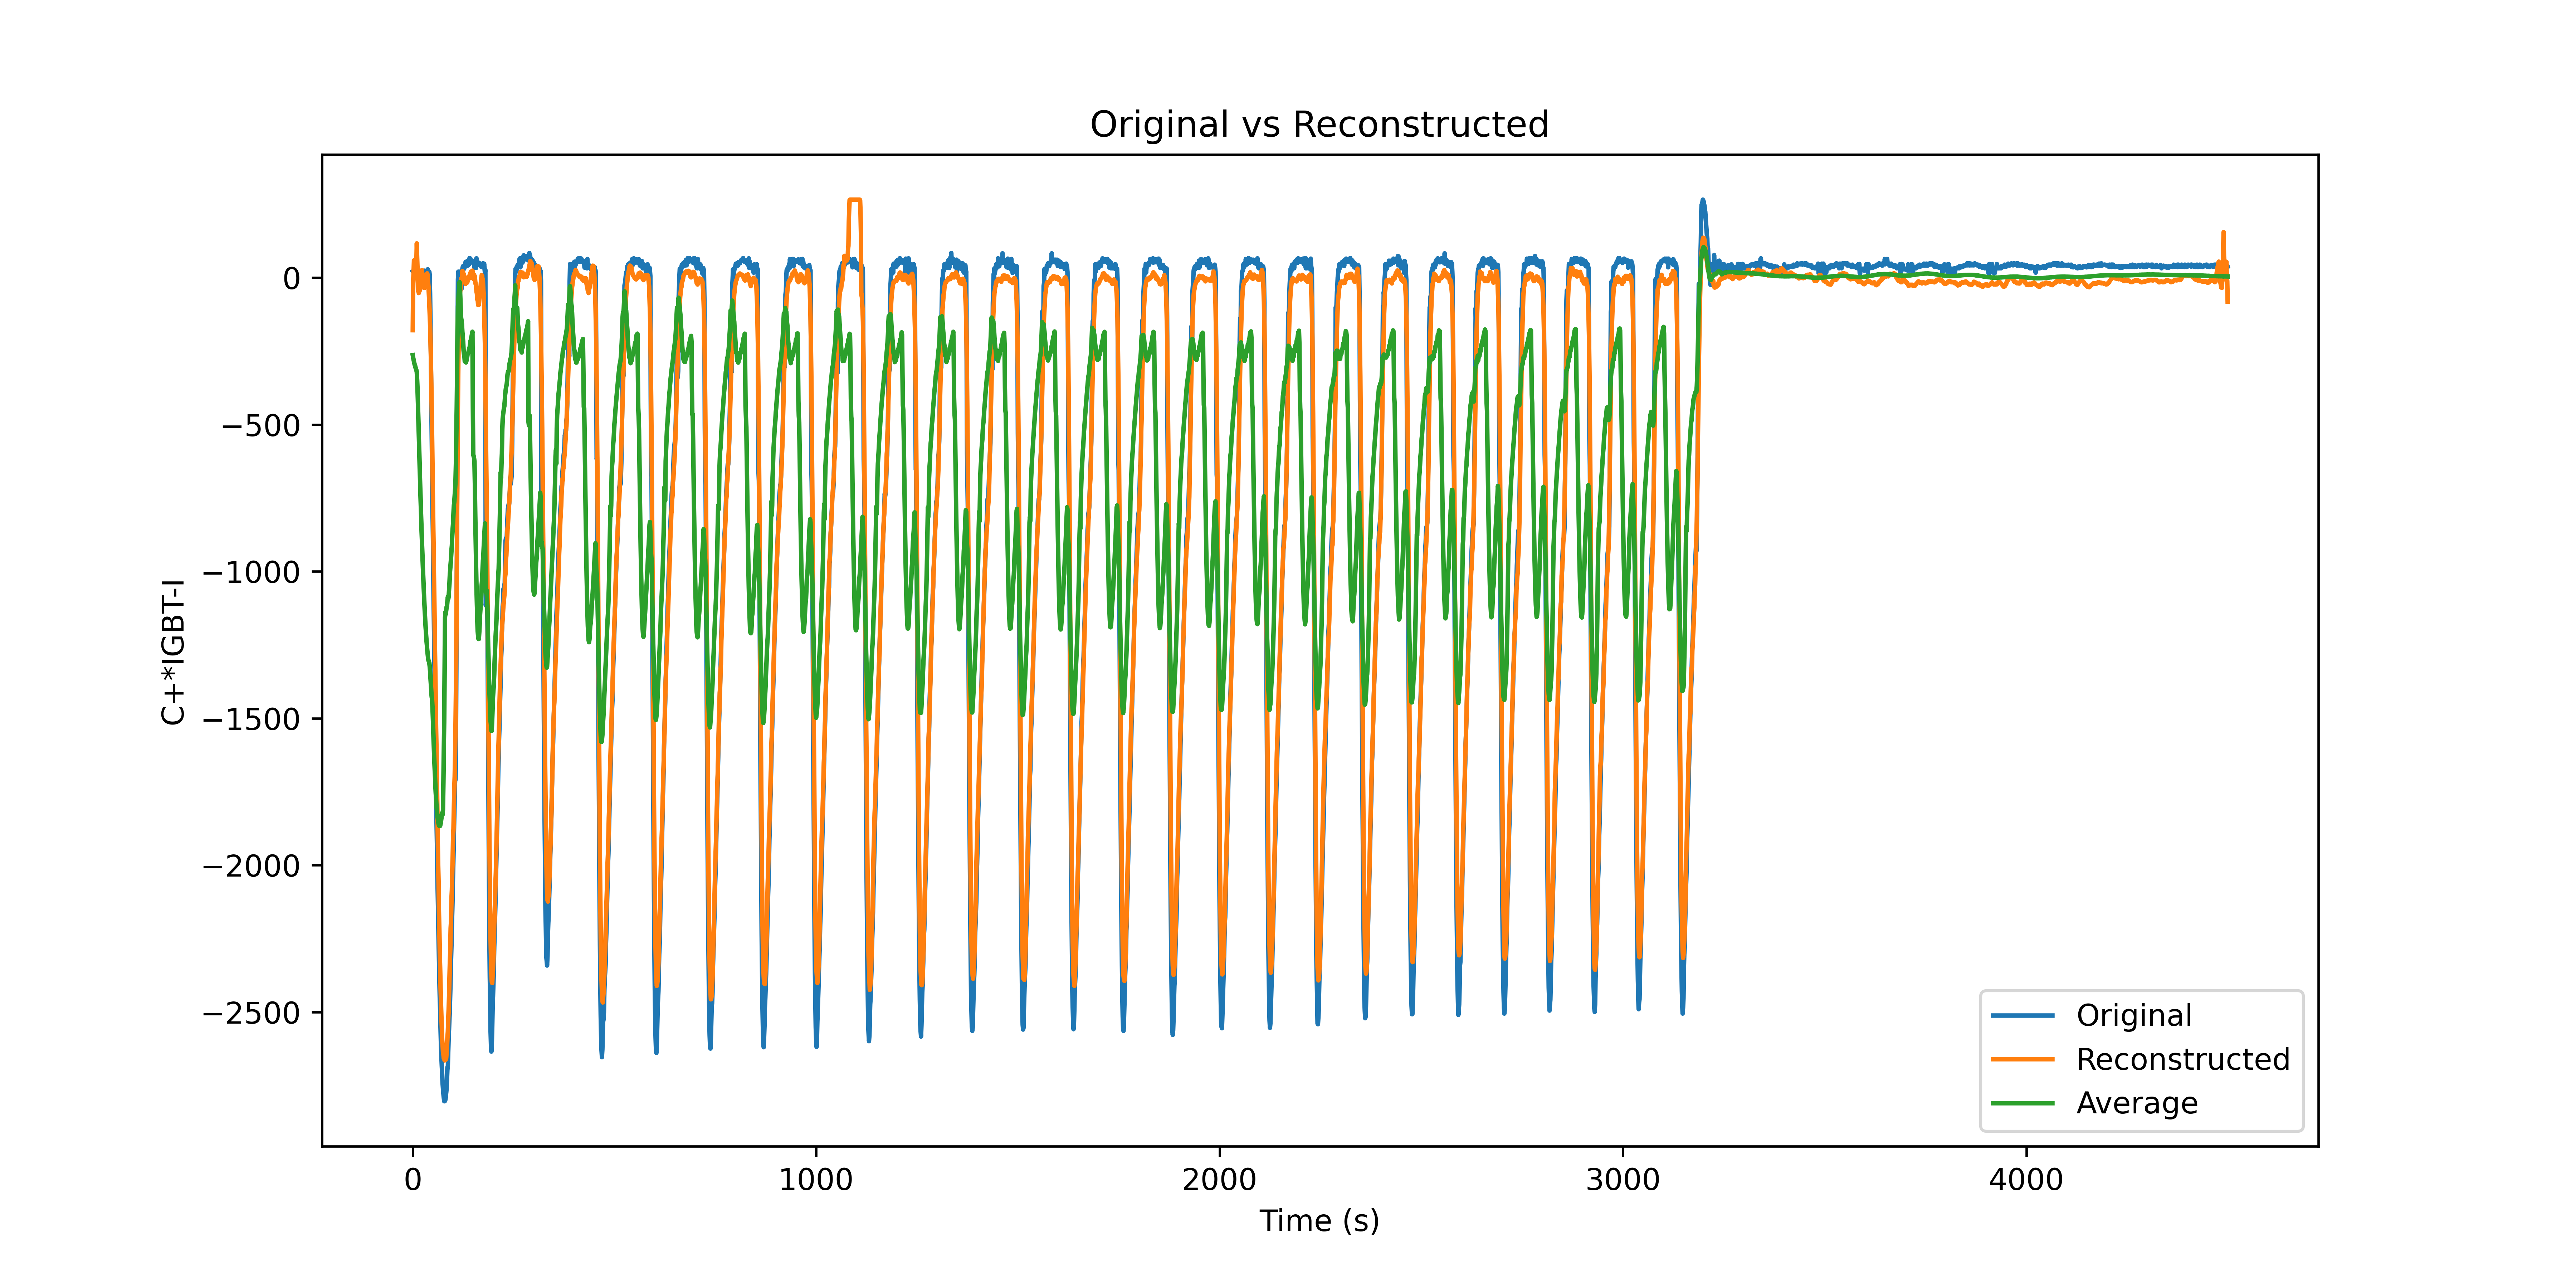 Original vs Reconstructed
C+*IGBT-I
0
−500
−1000
−1500
−2000
−2500
0 1000 2000 3000 4000
Time (s)
Original
Reconstructed
Average